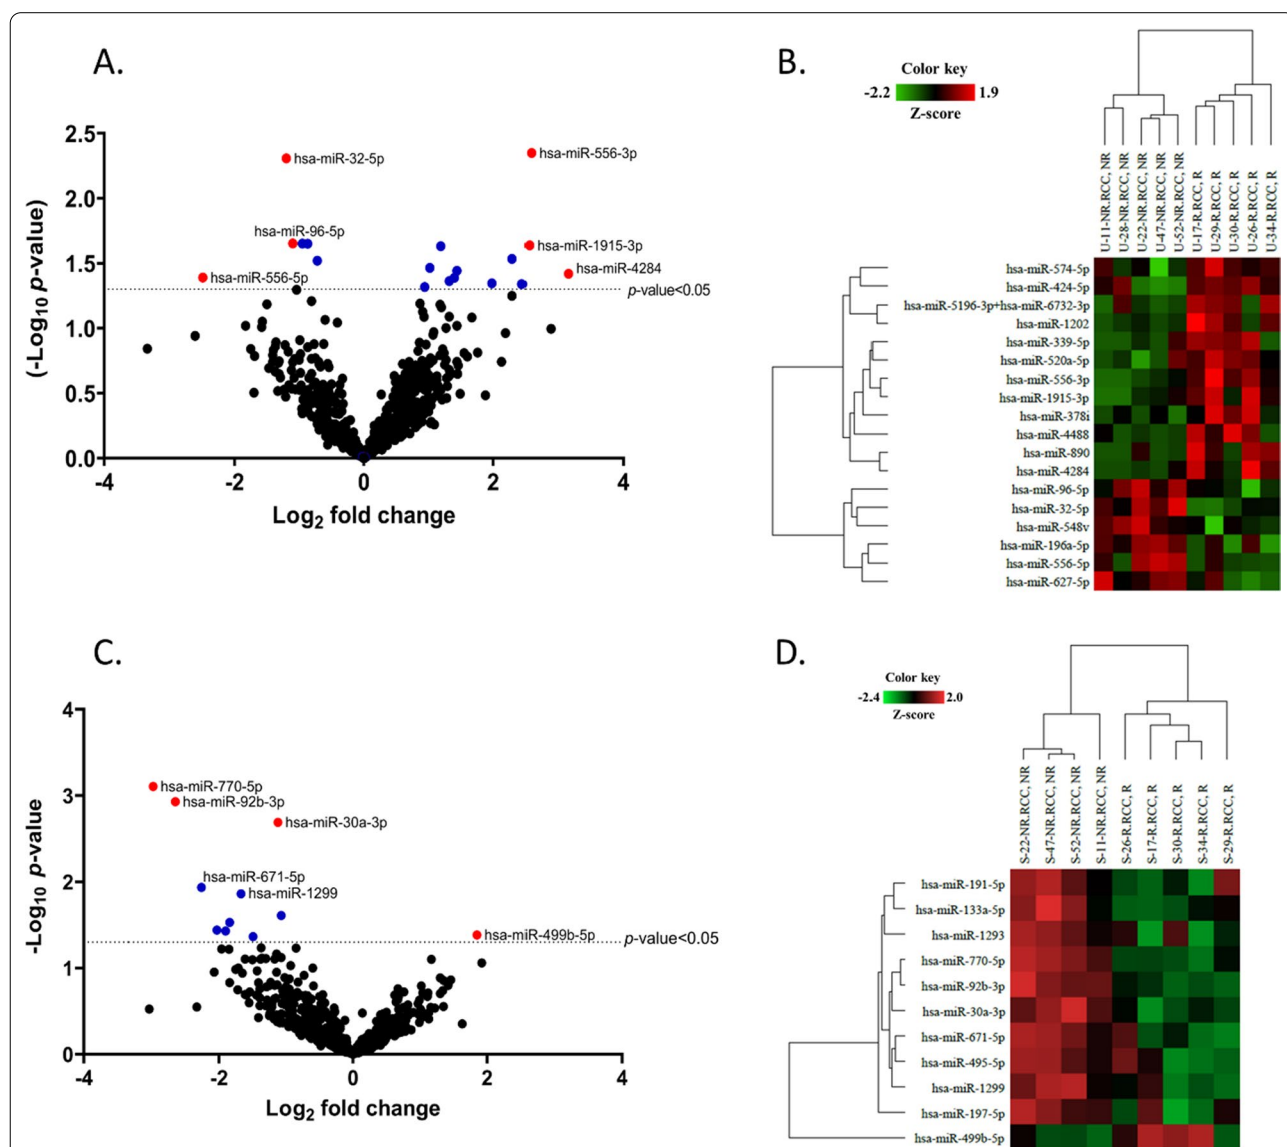 A.
2.5
2.0
1.5
1.0
0.5
0.0
(-Log10 p-value)
hsa-miR-32-5p
hsa-miR-556-3p
hsa-miR-96-5p
hsa-miR-1915-3p
hsa-miR-4284
hsa-miR-556-5p
p-value<0.05
-4
-2
0
2
4
Log2 fold change
B.
Color key
-2.2
1.9
Z-score
U-11-NR.RCC, NR
U-28-NR.RCC, NR
U-22-NR.RCC, NR
U-47-NR.RCC, NR
U-52-NR.RCC, NR
U-17-R.RCC, R
U-29-R.RCC, R
U-30-R.RCC, R
U-26-R.RCC, R
U-34-R.RCC, R
hsa-miR-574-5p
hsa-miR-424-5p
hsa-miR-5196-3p+hsa-miR-6732-3p
hsa-miR-1202
hsa-miR-339-5p
hsa-miR-520a-5p
hsa-miR-556-3p
hsa-miR-1915-3p
hsa-miR-378i
hsa-miR-4488
hsa-miR-890
hsa-miR-4284
hsa-miR-96-5p
hsa-miR-32-5p
hsa-miR-548v
hsa-miR-196a-5p
hsa-miR-556-5p
hsa-miR-627-5p
C.
4
3
2
1
0
-Log10 p-value
hsa-miR-770-5p
hsa-miR-92b-3p
hsa-miR-30a-3p
hsa-miR-671-5p
hsa-miR-1299
hsa-miR-499b-5p
p-value<0.05
-4
-2
0
2
4
Log2 fold change
D.
Color key
-2.4
2.0
Z-score
S-22-NR.RCC, NR
S-47-NR.RCC, NR
S-52-NR.RCC, NR
S-11-NR.RCC, NR
S-26-R.RCC, R
S-17-R.RCC, R
S-30-R.RCC, R
S-34-R.RCC, R
S-29-R.RCC, R
hsa-miR-191-5p
hsa-miR-133a-5p
hsa-miR-1293
hsa-miR-770-5p
hsa-miR-92b-3p
hsa-miR-30a-3p
hsa-miR-671-5p
hsa-miR-495-5p
hsa-miR-1299
hsa-miR-197-5p
hsa-miR-499b-5p